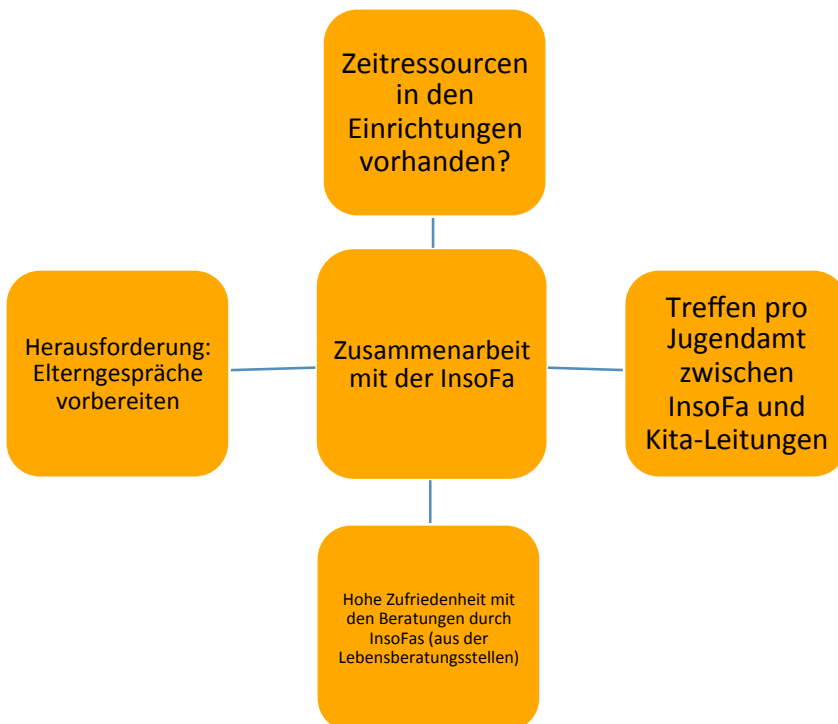 Zeitressourcen
in den
Einrichtungen
vorhanden?
Herausforderung:
Elterngespräche
vorbereiten
Zusammenarbeit
mit der InsoFa
Treffen pro
Jugendamt
zwischen
InsoFa und
Kita-Leitungen
Hohe Zufriedenheit mit
den Beratungen durch
InsoFas (aus der
Lebensberatungsstellen)